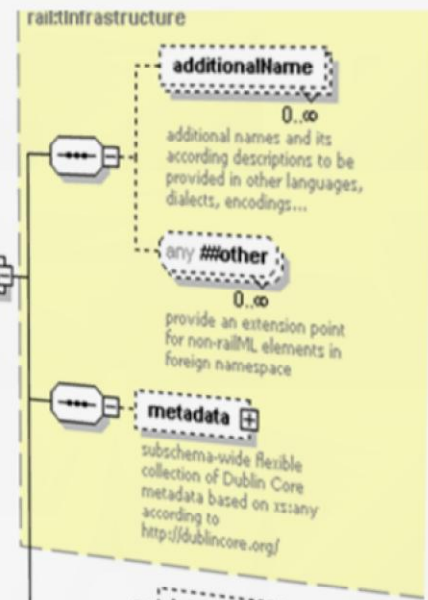 rail:tInfrastructure
additionalName
0..∞
additional names and its
according descriptions to be
provided in other languages,
dialects, encodings...
any ##other
0..∞
provide an extension point
for non-railML elements in
foreign namespace
metadata
subschema-wide flexible
collection of Dublin Core
metadata based on xs:any
according to
http://dublincore.org/